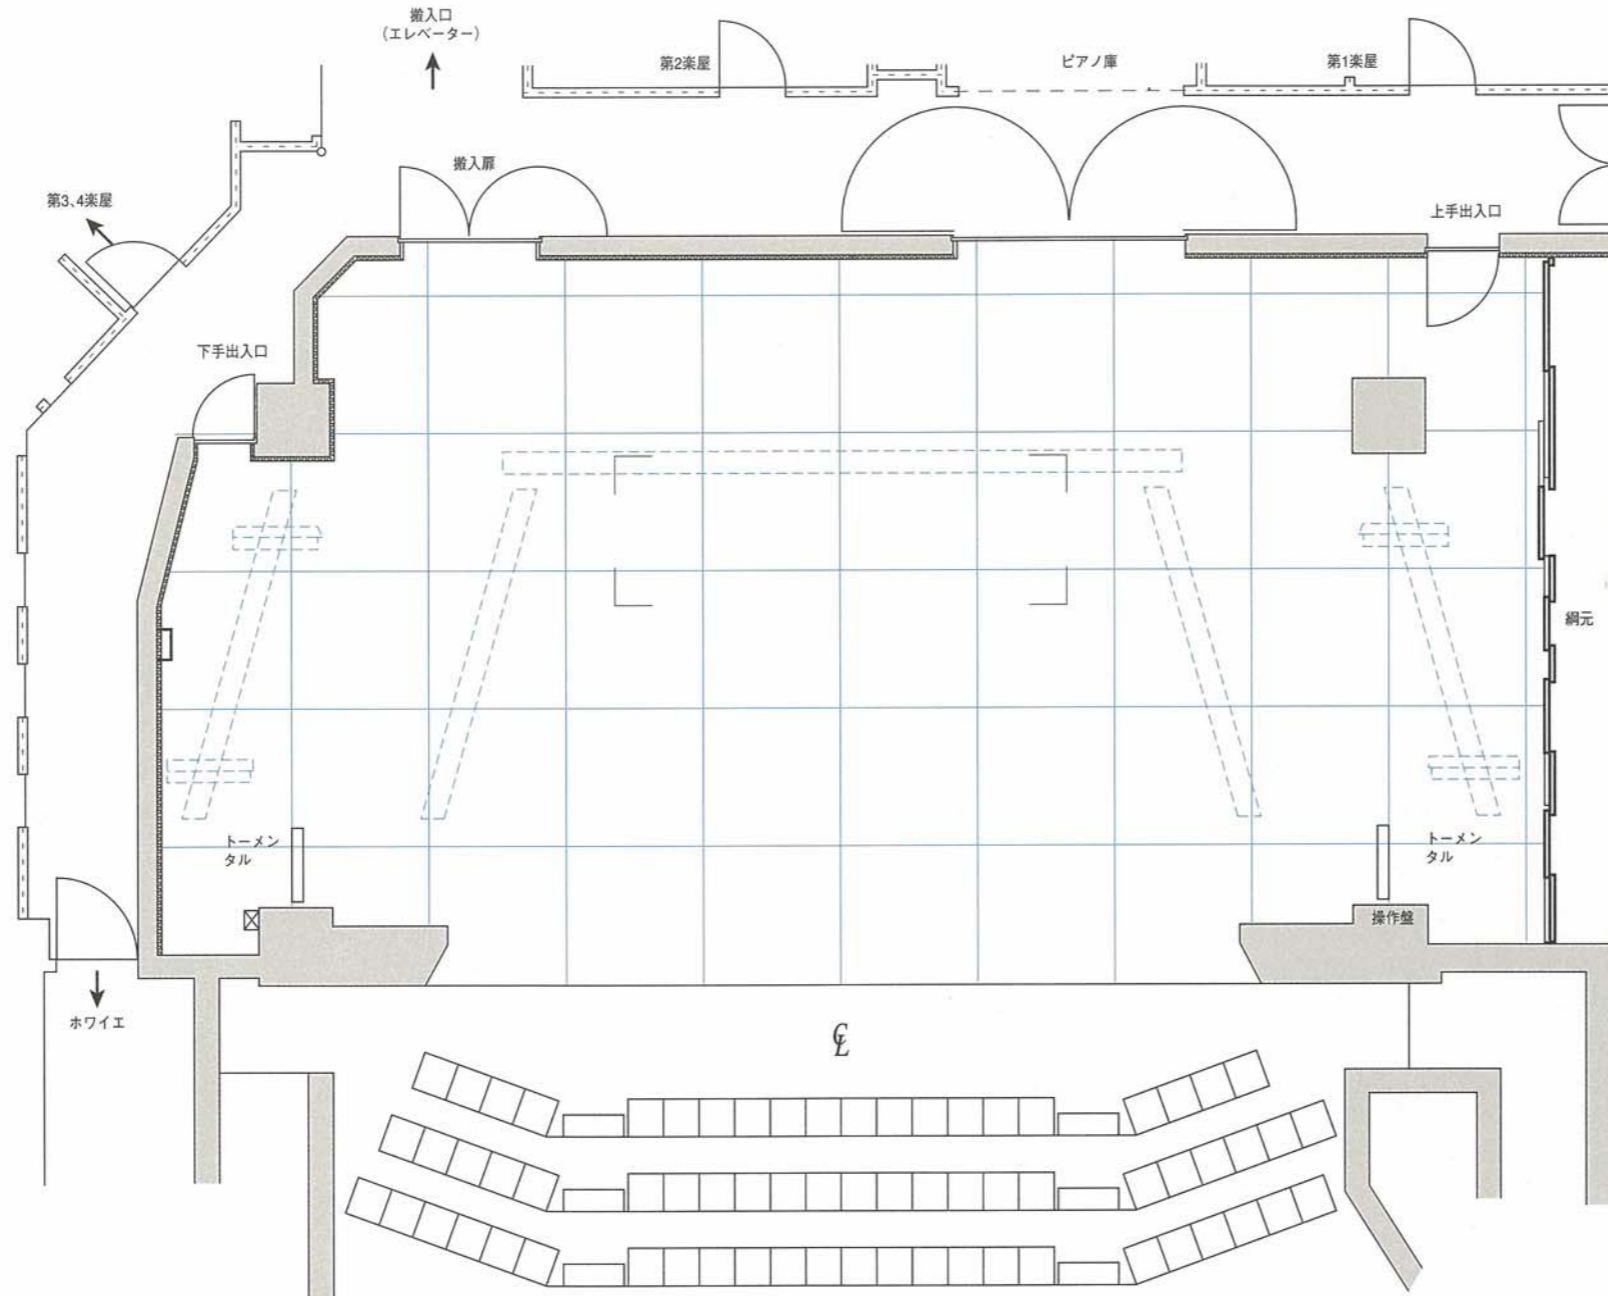 搬入口
(エレベーター)
第2楽屋
ピアノ庫
第1楽屋
搬入扉
第3、4楽屋
上手出入口
下手出入口
綱元
トーメン
タル
トーメン
タル
操作盤
ホワイエ
CL